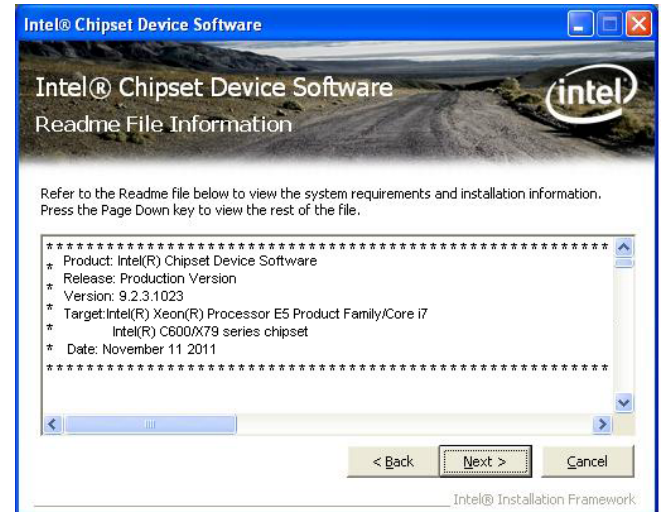 Intel® Chipset Device Software
Intel® Chipset Device Software
intel
Readme File Information
Refer to the Readme file below to view the system requirements and installation information.
Press the Page Down key to view the rest of the file.
************************************************************
* Product: Intel(R) Chipset Device Software
* Release: Production Version
* Version: 9.2.3.1023
* Target:Intel(R) Xeon(R) Processor E5 Product Family/Core i7
* Intel(R) C600/X79 series chipset
* Date: November 11 2011
************************************************************
< Back Next > Cancel
Intel® Installation Framework